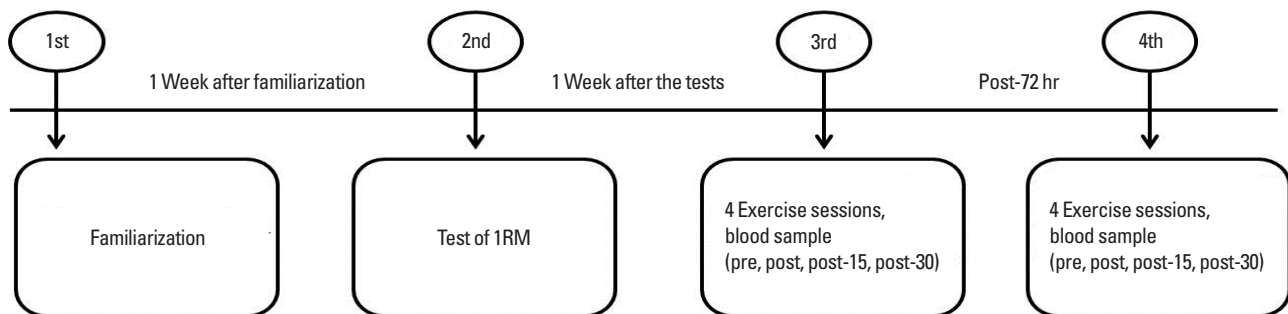 1st
2nd
3rd
4th
1 Week after familiarization
1 Week after the tests
Post-72 hr
Familiarization
Test of 1RM
4 Exercise sessions,
blood sample
(pre, post, post-15, post-30)
4 Exercise sessions,
blood sample
(pre, post, post-15, post-30)